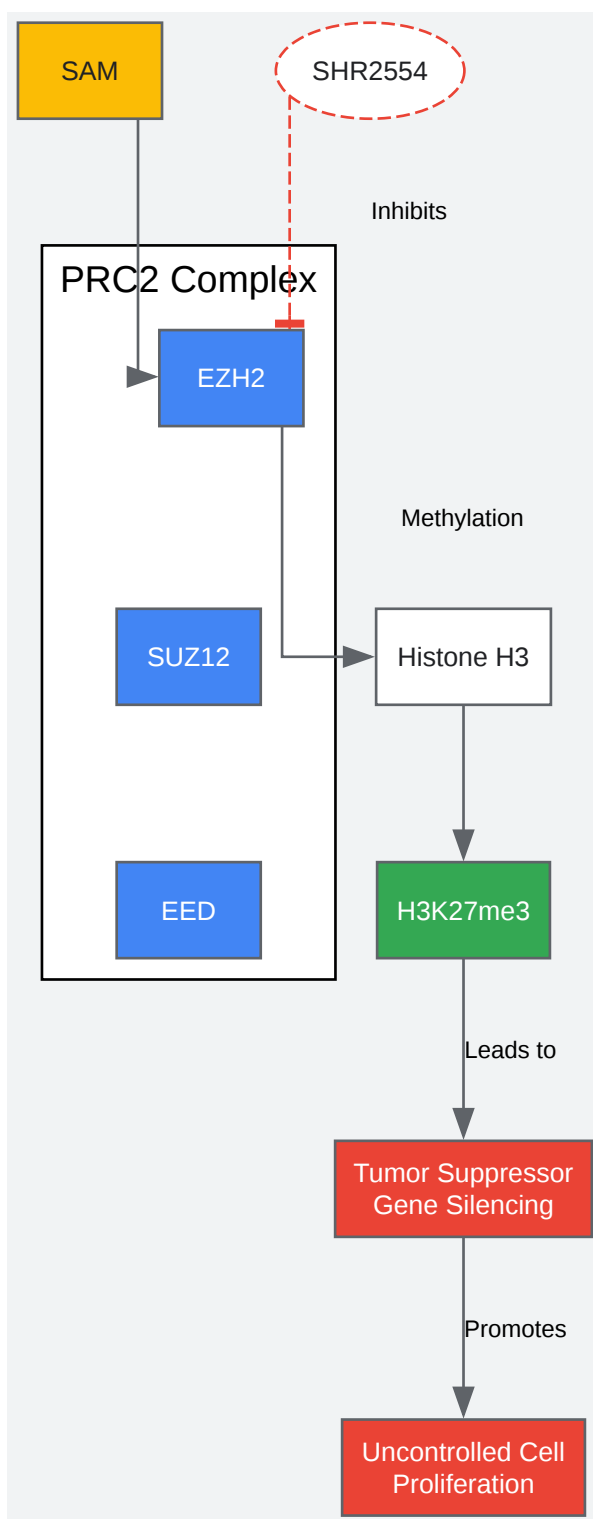 SAM
SHR2554
Inhibits
PRC2 Complex
EZH2
Methylation
SUZ12
Histone H3
EED
H3K27me3
Leads to
Tumor Suppressor
Gene Silencing
Promotes
Uncontrolled Cell
Proliferation